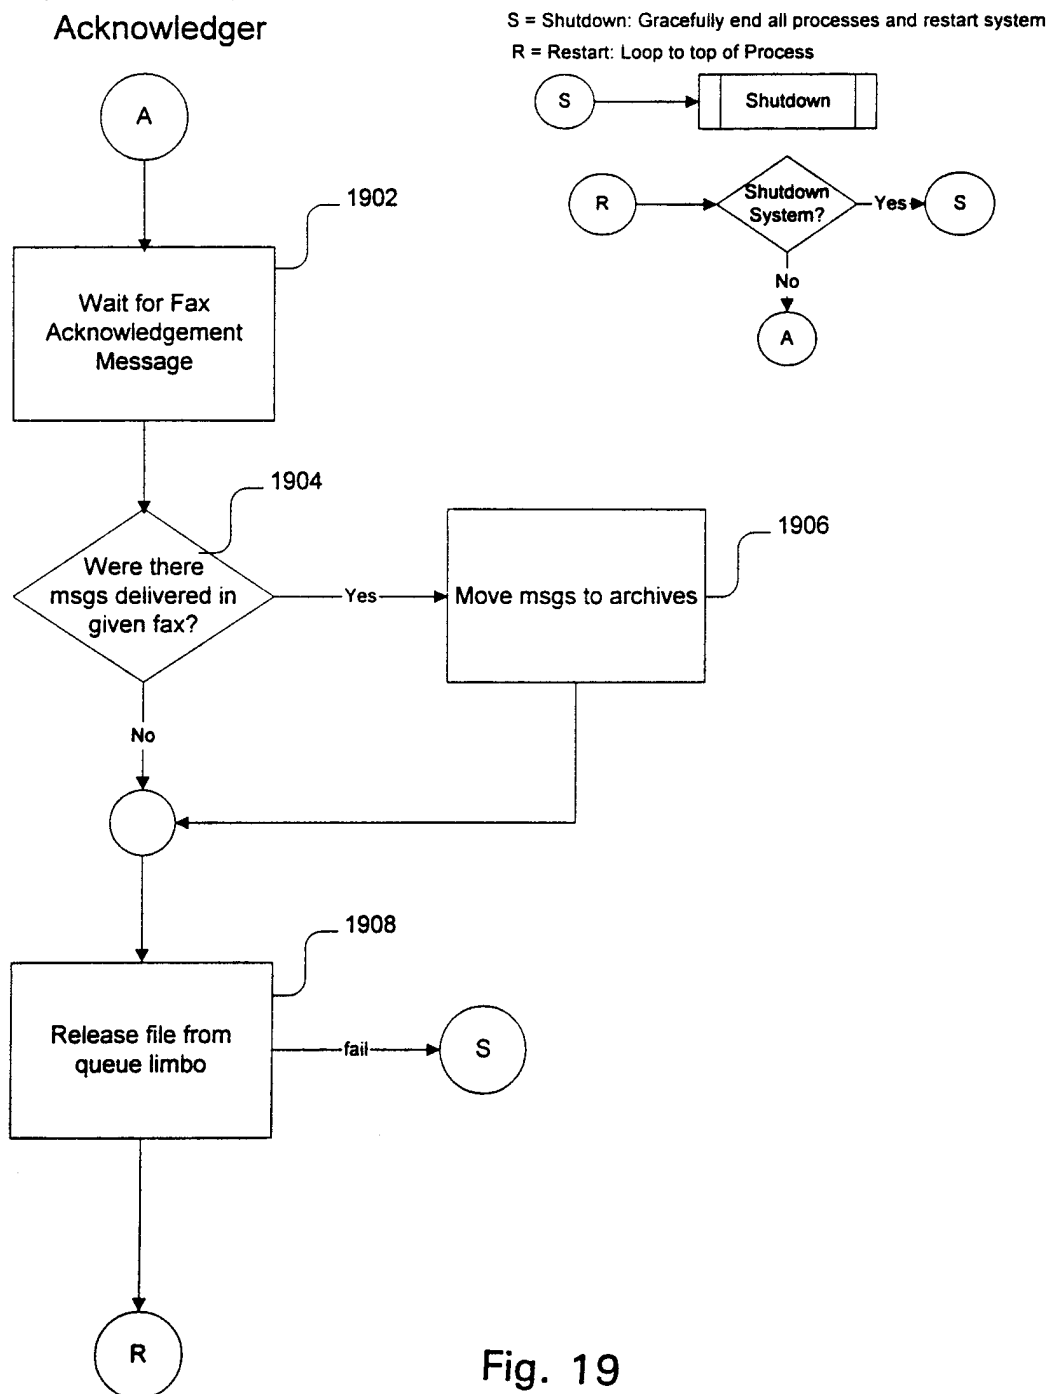 Acknowledger
S = Shutdown: Gracefully end all processes and restart system
R = Restart: Loop to top of Process
S
Shutdown
R
Shutdown
System?
Yes
S
No
A
A
1902
Wait for Fax
Acknowledgement
Message
1904
Were there
msgs delivered in
given fax?
Yes
1906
Move msgs to archives
No
1908
Release file from
queue limbo
fail
S
R
Fig. 19